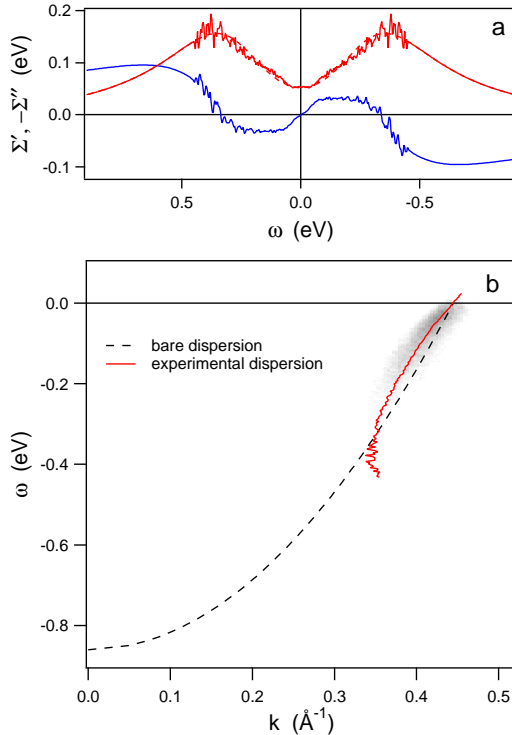 a
Σ′, −Σ″ (eV)
0.2
0.1
0.0
-0.1
0.5 0.0 -0.5
ω (eV)
b
ω (eV)
0.0
-0.2
-0.4
-0.6
-0.8
bare dispersion
experimental dispersion
0.0 0.1 0.2 0.3 0.4 0.5
k (Å⁻¹)